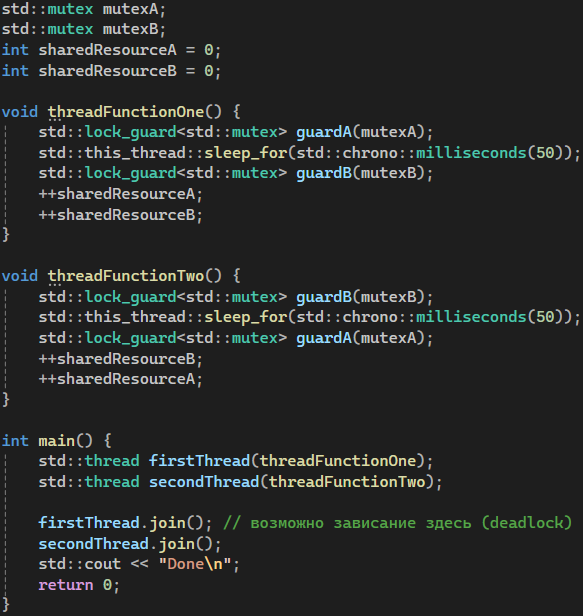 std::mutex mutexA;
std::mutex mutexB;
int sharedResourceA = 0;
int sharedResourceB = 0;

void threadFunctionOne() {
    std::lock_guard<std::mutex> guardA(mutexA);
    std::this_thread::sleep_for(std::chrono::milliseconds(50));
    std::lock_guard<std::mutex> guardB(mutexB);
    ++sharedResourceA;
    ++sharedResourceB;
}

void threadFunctionTwo() {
    std::lock_guard<std::mutex> guardB(mutexB);
    std::this_thread::sleep_for(std::chrono::milliseconds(50));
    std::lock_guard<std::mutex> guardA(mutexA);
    ++sharedResourceB;
    ++sharedResourceA;
}

int main() {
    std::thread firstThread(threadFunctionOne);
    std::thread secondThread(threadFunctionTwo);

    firstThread.join(); // возможно зависание здесь (deadlock)
    secondThread.join();
    std::cout << "Done\n";
    return 0;
}